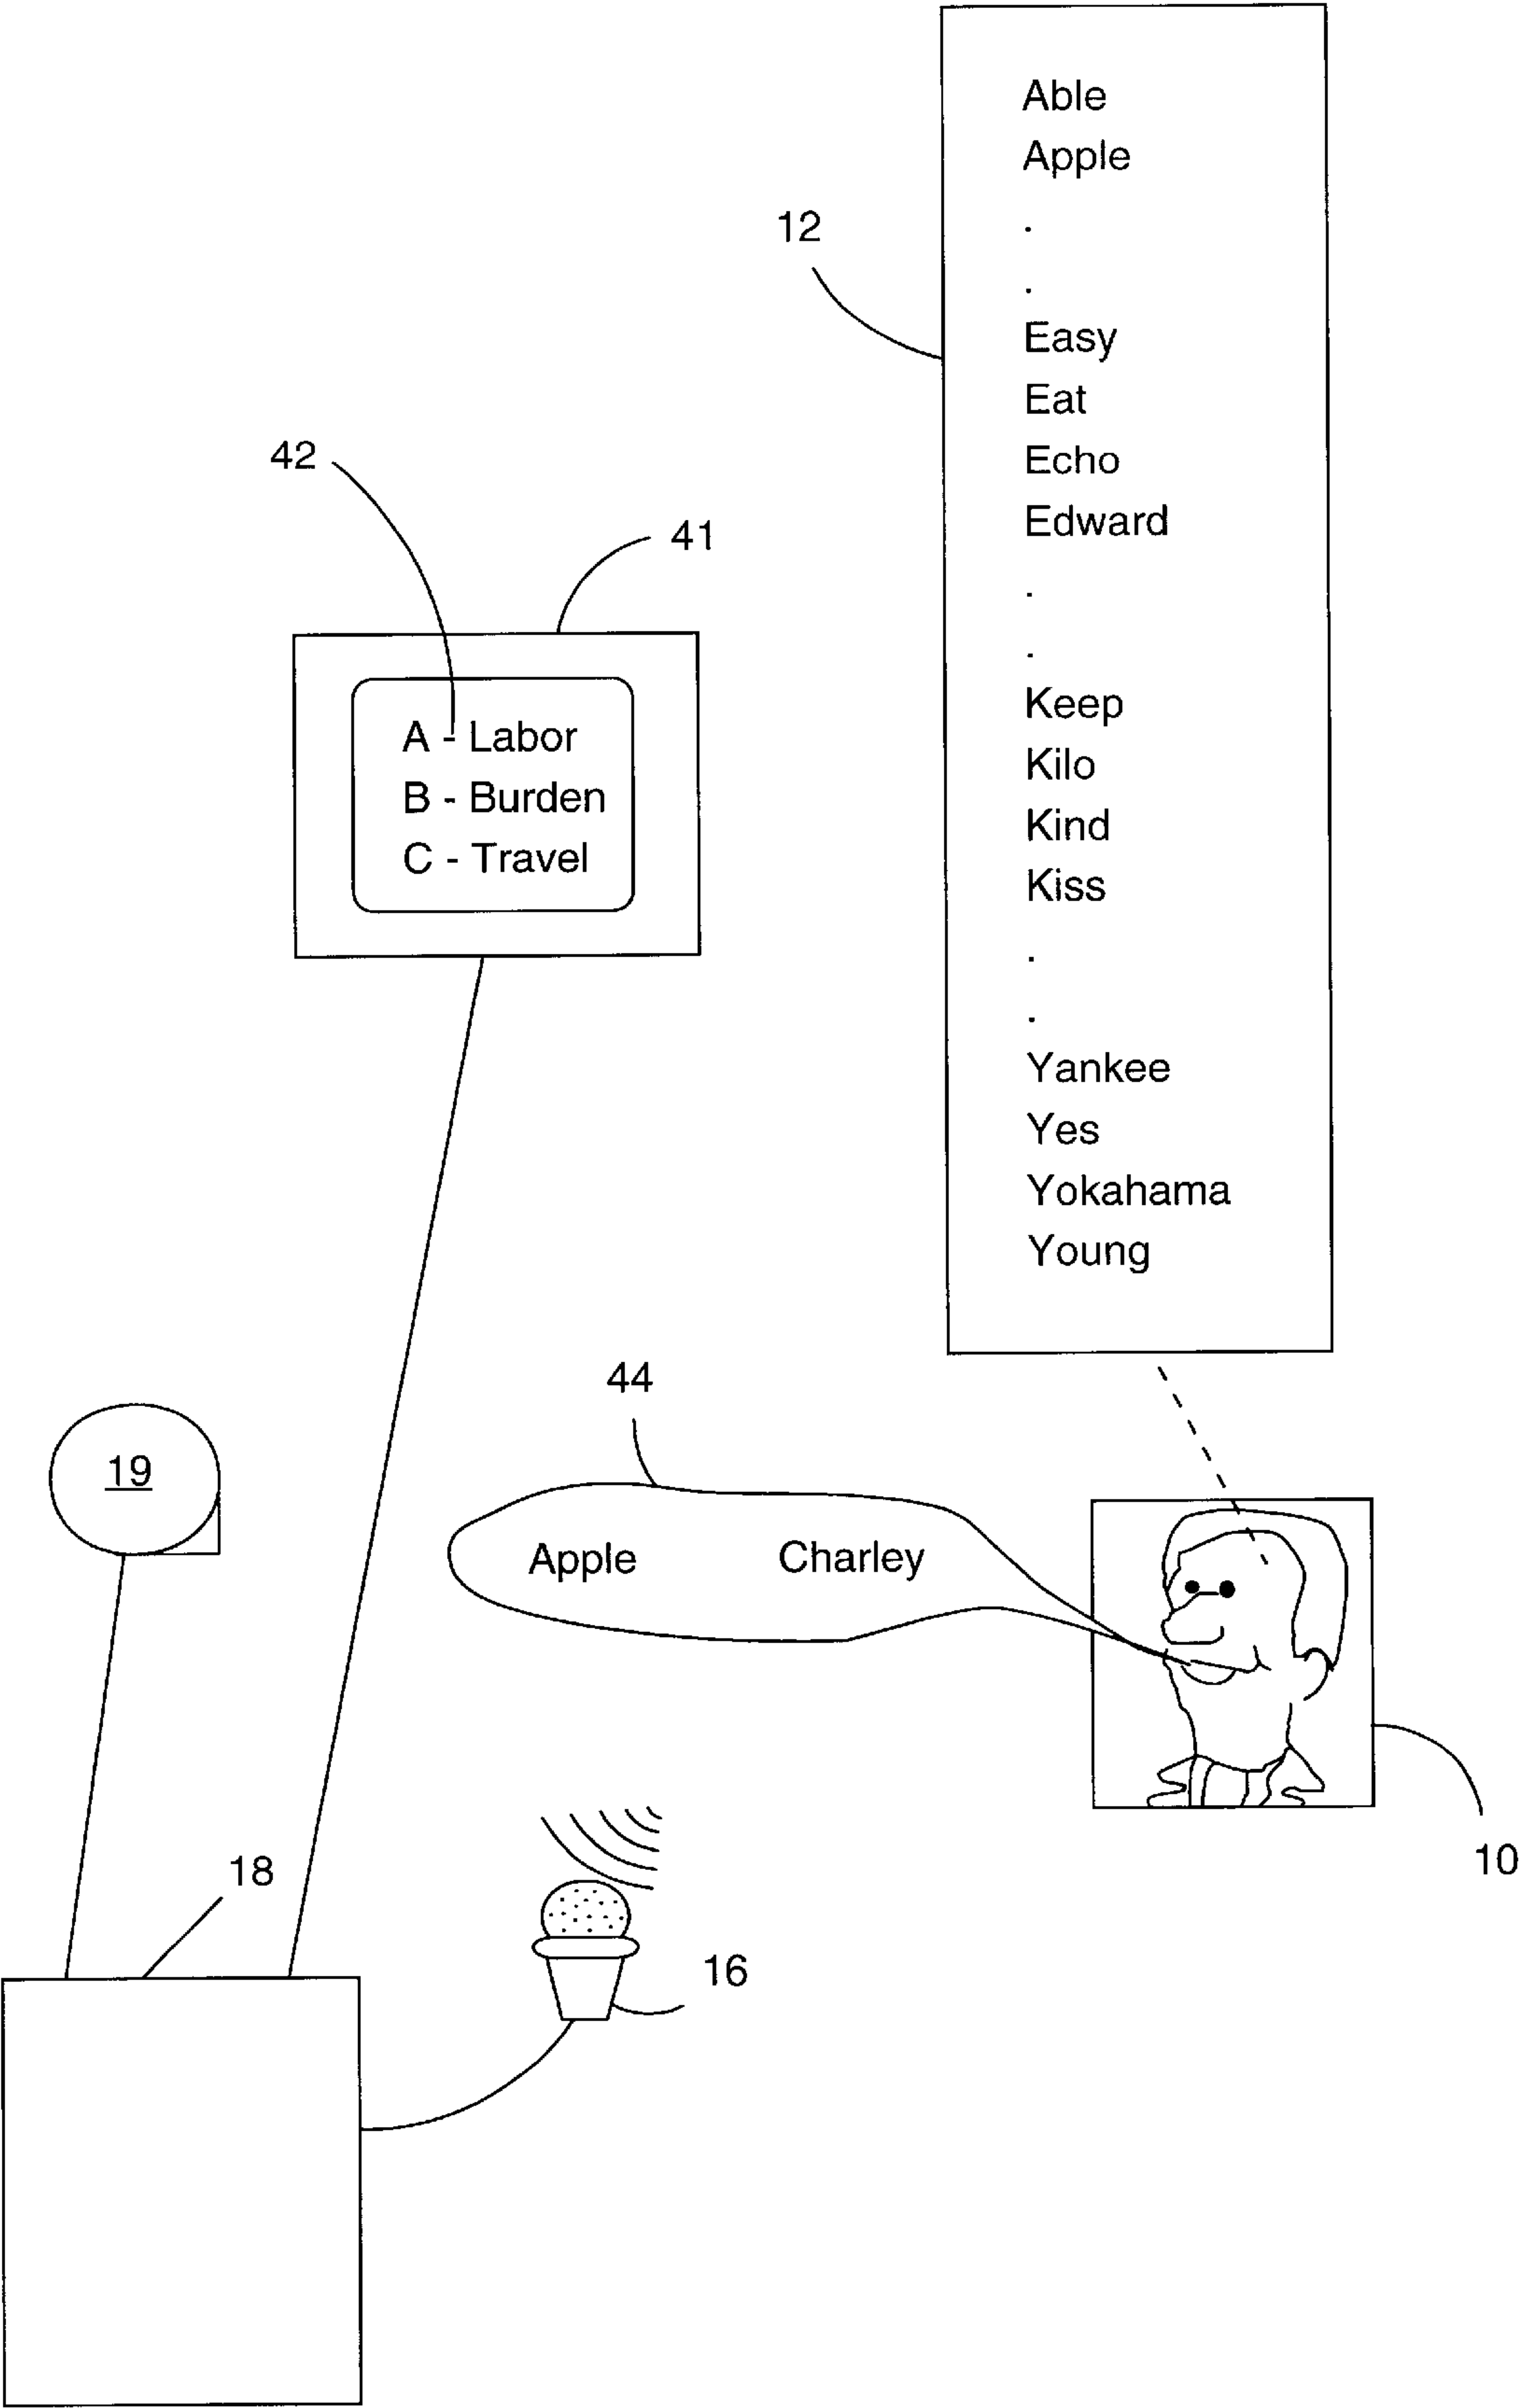 Able
Apple
.
.
Easy
Eat
Echo
Edward
.
.
Keep
Kilo
Kind
Kiss
.
.
Yankee
Yes
Yokahama
Young
12
42
41
A - Labor
B - Burden
C - Travel
44
19
Apple Charley
10
18
16